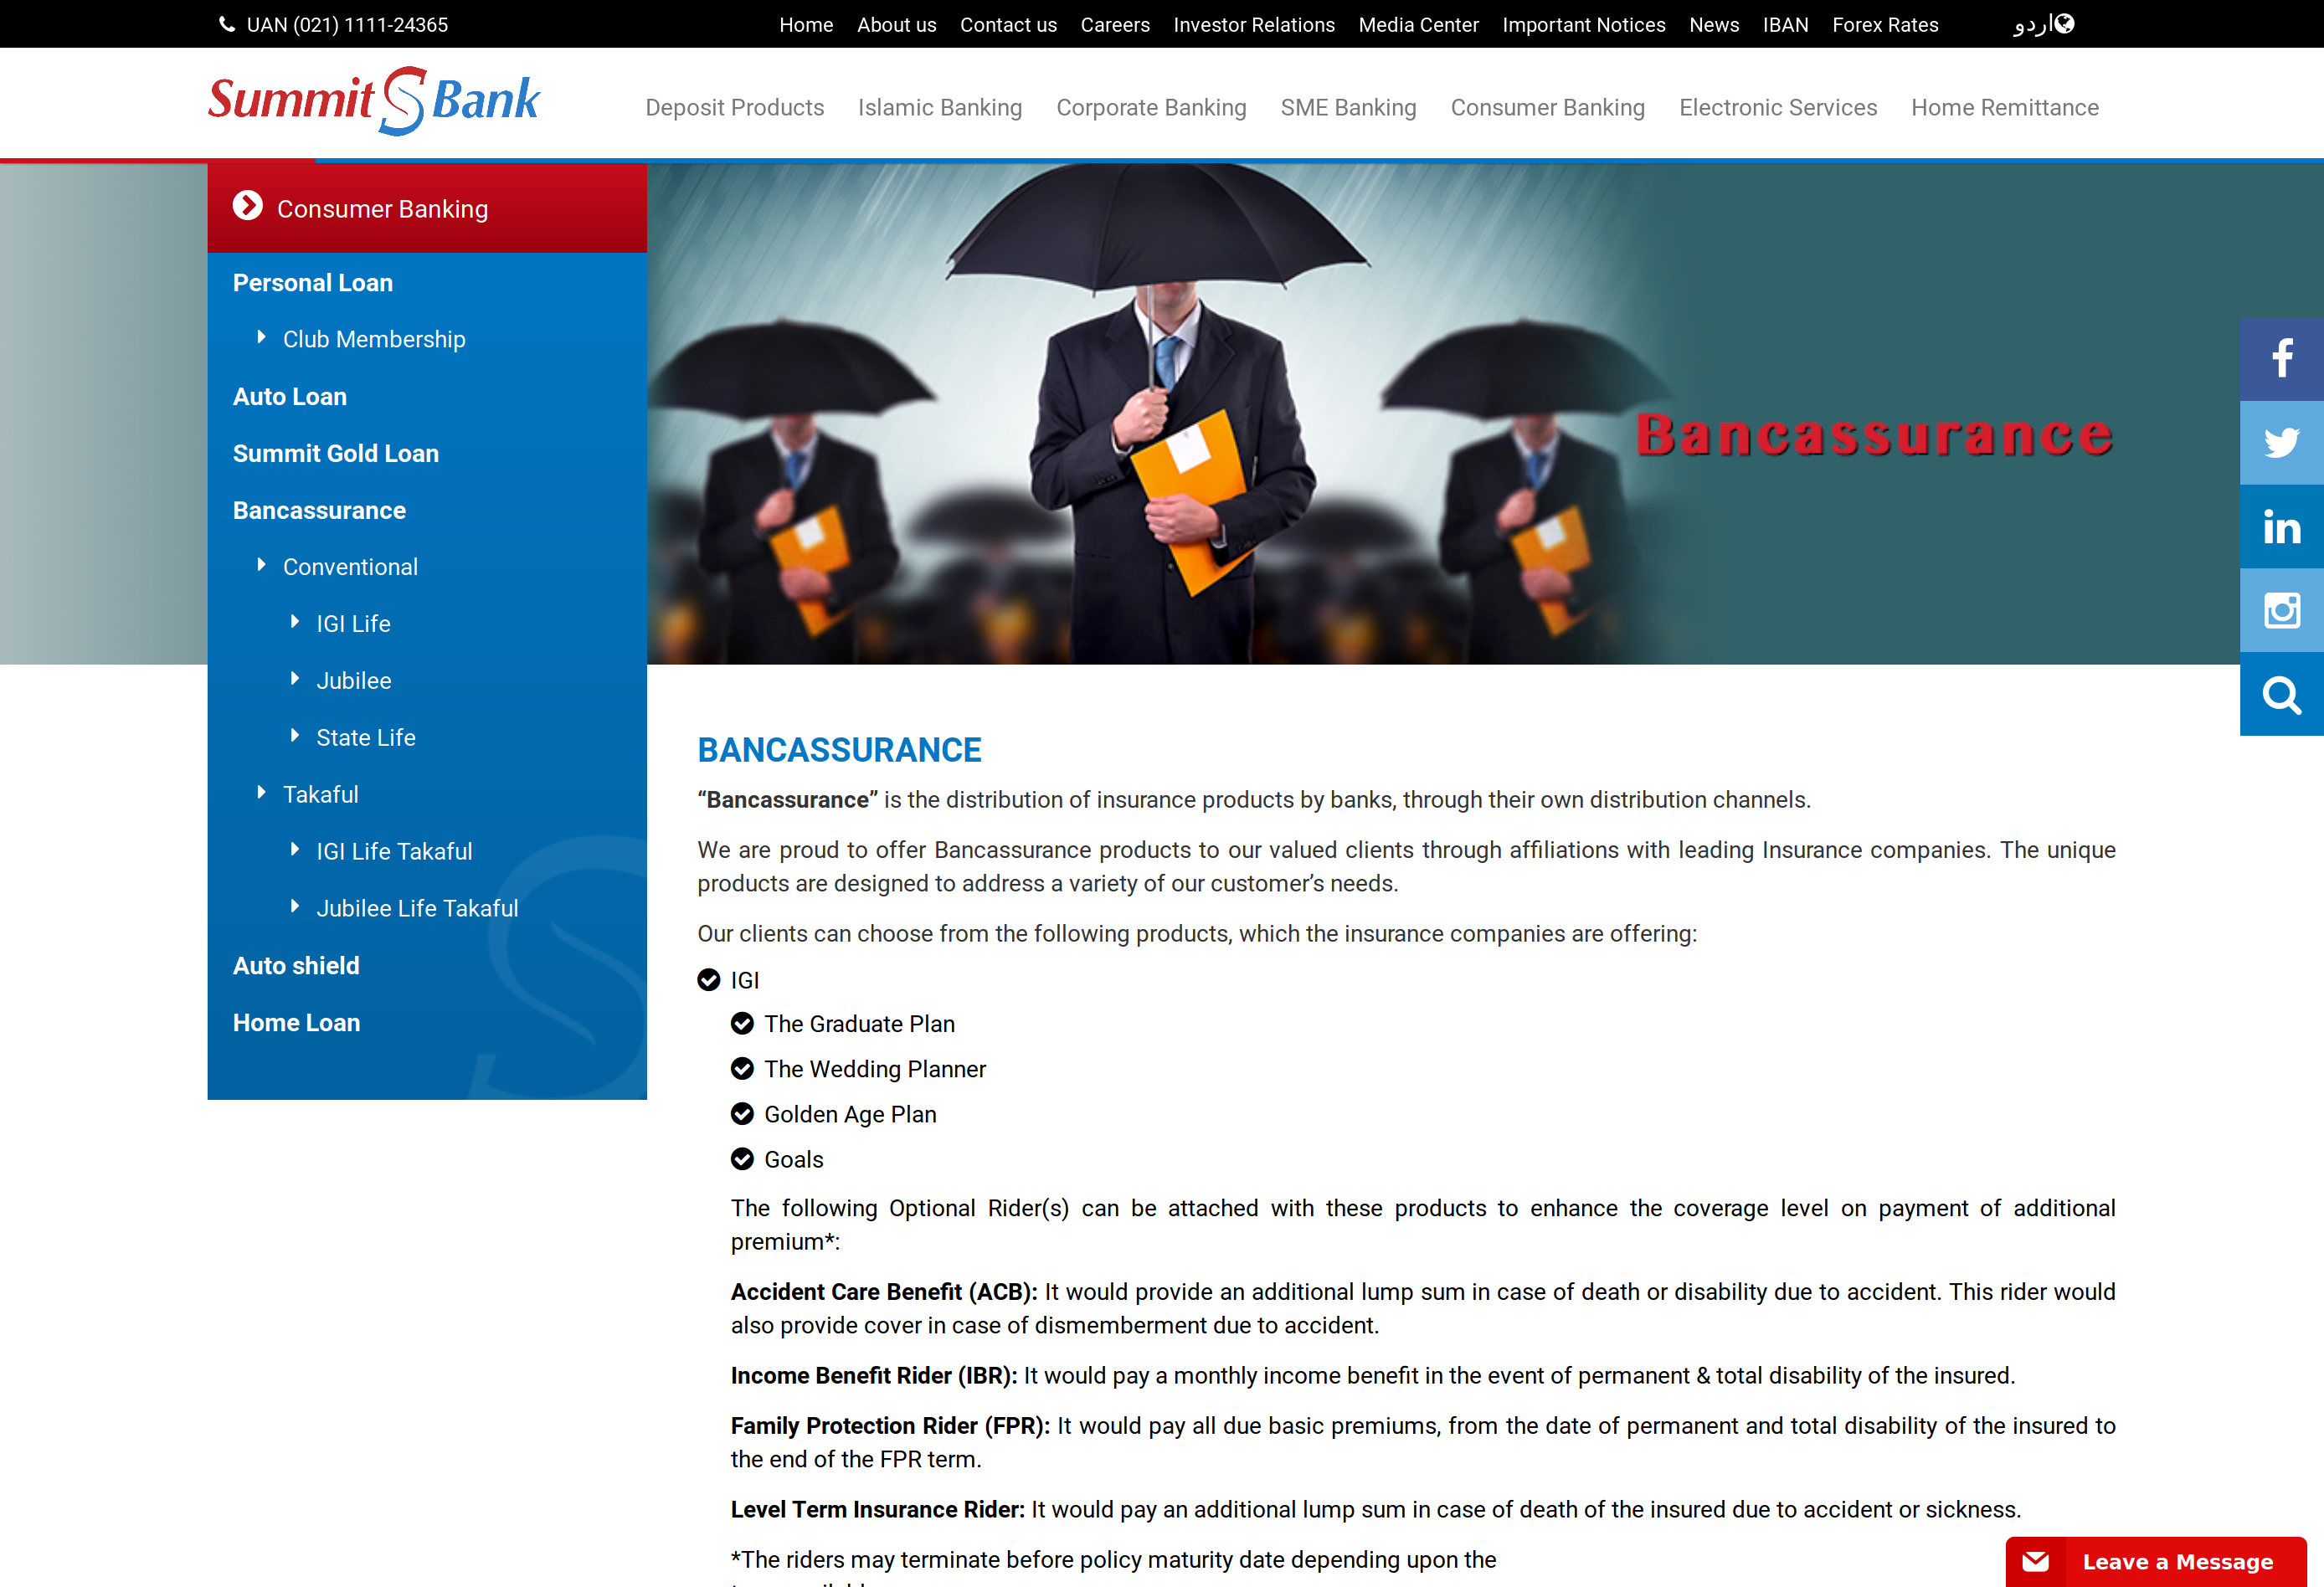 UAN (021) 1111-24365
Home About us Contact us Careers Investor Relations Media Center Important Notices News IBAN Forex Rates اردو
Summit S Bank
Deposit Products Islamic Banking Corporate Banking SME Banking Consumer Banking Electronic Services Home Remittance
Consumer Banking
Personal Loan
Club Membership
Auto Loan
Summit Gold Loan
Bancassurance
Conventional
IGI Life
Jubilee
State Life
Takaful
IGI Life Takaful
Jubilee Life Takaful
Auto shield
Home Loan
Bancassurance
BANCASSURANCE
“Bancassurance” is the distribution of insurance products by banks, through their own distribution channels.
We are proud to offer Bancassurance products to our valued clients through affiliations with leading Insurance companies. The unique
products are designed to address a variety of our customer’s needs.
Our clients can choose from the following products, which the insurance companies are offering:
IGI
The Graduate Plan
The Wedding Planner
Golden Age Plan
Goals
The following Optional Rider(s) can be attached with these products to enhance the coverage level on payment of additional
premium*:
Accident Care Benefit (ACB): It would provide an additional lump sum in case of death or disability due to accident. This rider would
also provide cover in case of dismemberment due to accident.
Income Benefit Rider (IBR): It would pay a monthly income benefit in the event of permanent & total disability of the insured.
Family Protection Rider (FPR): It would pay all due basic premiums, from the date of permanent and total disability of the insured to
the end of the FPR term.
Level Term Insurance Rider: It would pay an additional lump sum in case of death of the insured due to accident or sickness.
*The riders may terminate before policy maturity date depending upon the
Leave a Message